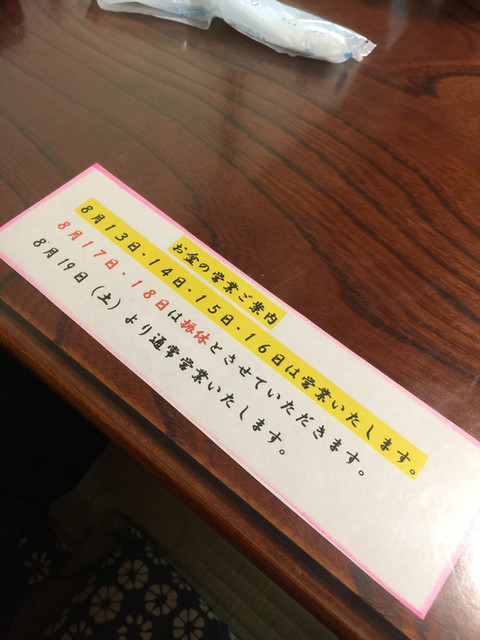 お盆の営業ご案内
8月13日・14日・15日・16日は営業いたします。
8月17日・18日は振休とさせていただきます。
8月19日(土)より通常営業いたします。